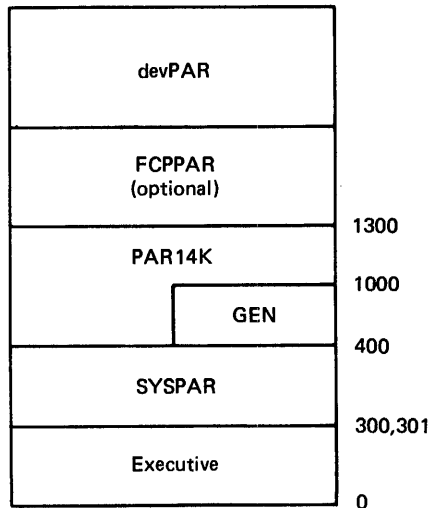 devPAR
FCPPAR
(optional)
1300
PAR14K
1000
GEN
400
SYSPAR
300,301
Executive
0